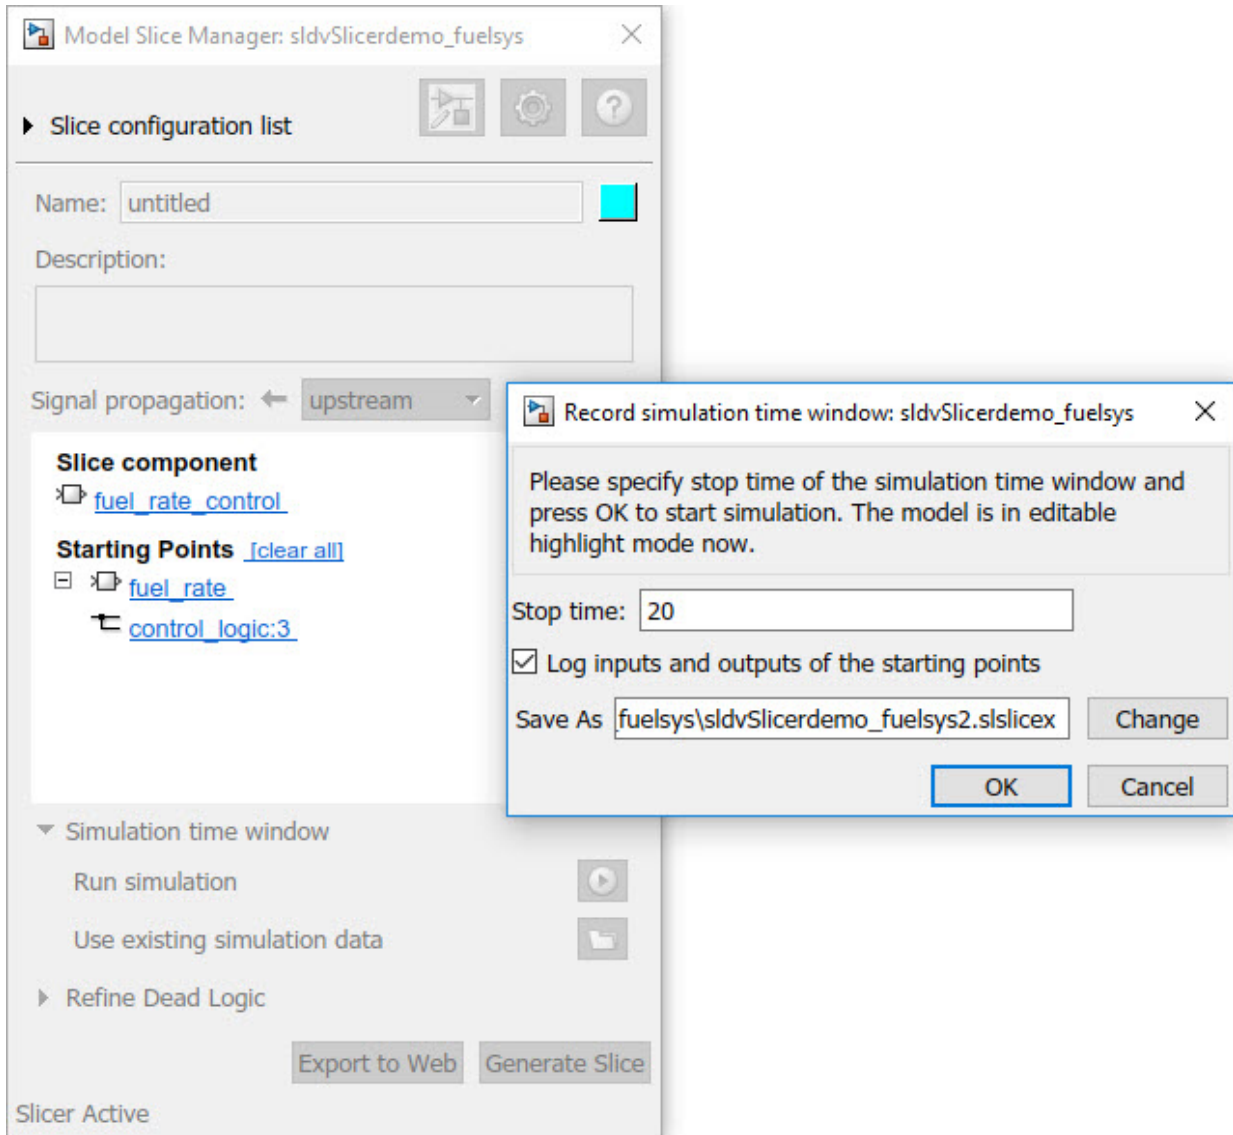 Model Slice Manager: sldvSlicerdemo_fuelsys
Slice configuration list
Name: untitled
Description:
Signal propagation: upstream
Slice component
fuel_rate_control
Starting Points [clear all]
fuel_rate
control_logic:3
Simulation time window
Run simulation
Use existing simulation data
Refine Dead Logic
Export to Web Generate Slice
Slicer Active
Record simulation time window: sldvSlicerdemo_fuelsys
Please specify stop time of the simulation time window and
press OK to start simulation. The model is in editable
highlight mode now.
Stop time: 20
Log inputs and outputs of the starting points
Save As fuelsys\sldvSlicerdemo_fuelsys2.slslicex Change
OK Cancel